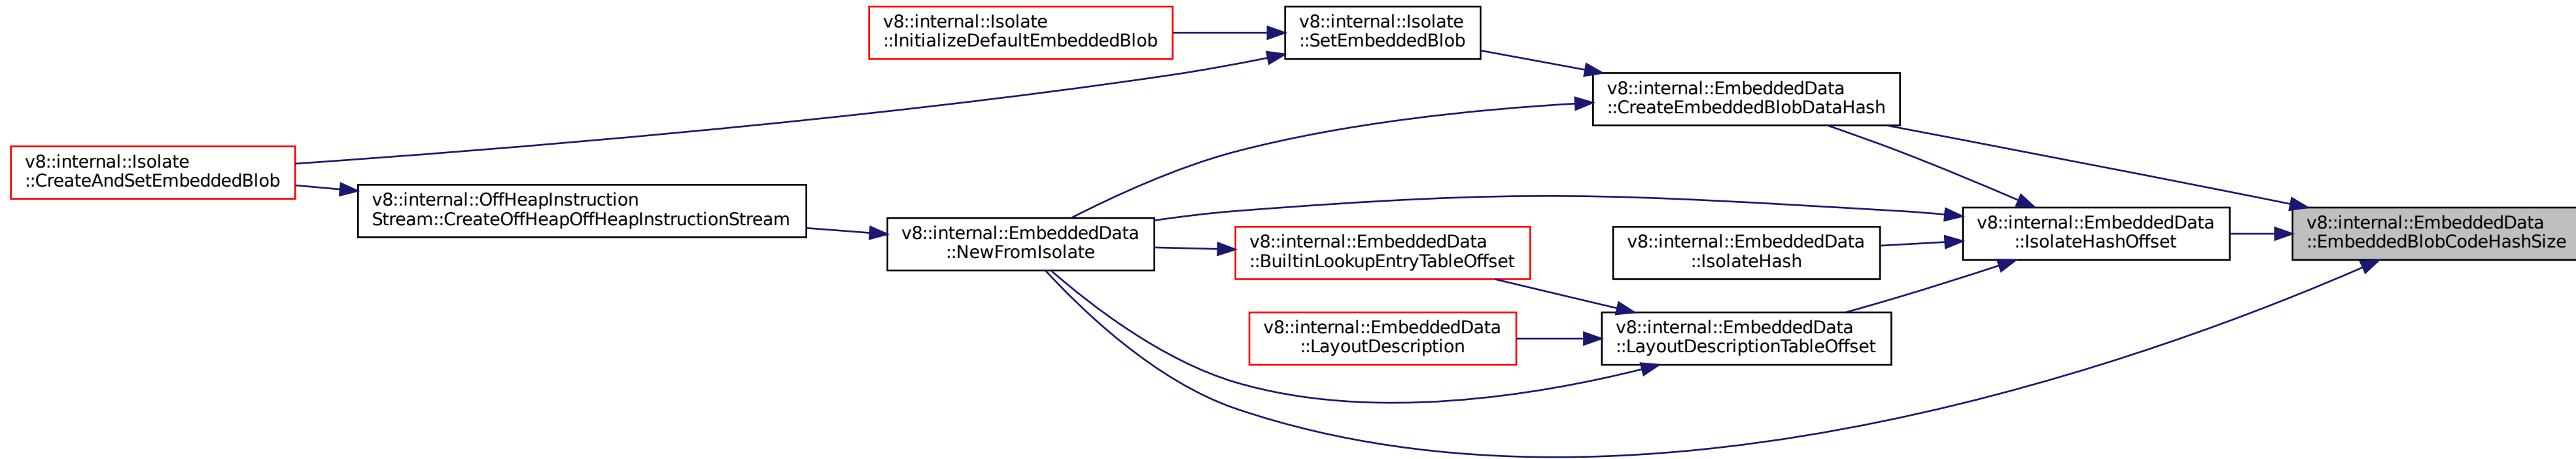 v8::internal::Isolate
::InitializeDefaultEmbeddedBlob
v8::internal::Isolate
::SetEmbeddedBlob
v8::internal::EmbeddedData
::CreateEmbeddedBlobDataHash
v8::internal::Isolate
::CreateAndSetEmbeddedBlob
v8::internal::OffHeapInstruction
Stream::CreateOffHeapOffHeapInstructionStream
v8::internal::EmbeddedData
::NewFromIsolate
v8::internal::EmbeddedData
::BuiltinLookupEntryTableOffset
v8::internal::EmbeddedData
::IsolateHash
v8::internal::EmbeddedData
::IsolateHashOffset
v8::internal::EmbeddedData
::EmbeddedBlobCodeHashSize
v8::internal::EmbeddedData
::LayoutDescription
v8::internal::EmbeddedData
::LayoutDescriptionTableOffset